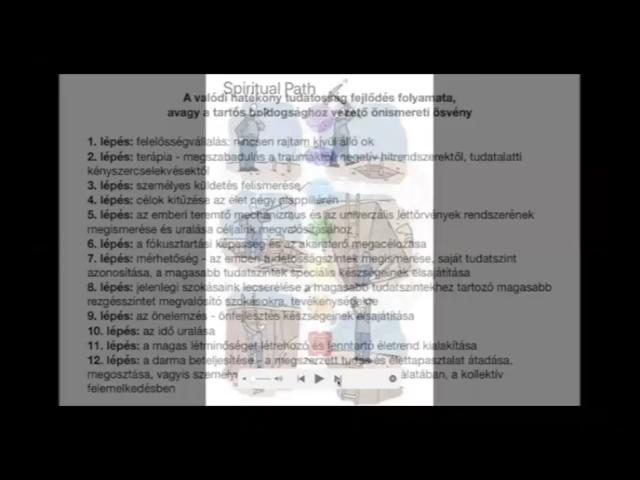 Spiritual Path
A valódi hatékony tudatosság fejlődés folyamata,
avagy a tartós boldogsághoz vezető önismereti ösvény
1. lépés: felelősségvállalás: nincsen rajtam kívül álló ok
2. lépés: terápia - megszabadulás a traumáktól negatív hitrendszerektől, tudatalatti
kényszercselekvésektől
3. lépés: személyes küldetés felismerése
4. lépés: célok kitűzése az élet négy alappillérén
5. lépés: az emberi teremtő mechanizmus és az univerzális léttörvények rendszerének
megismerése és uralása céljaink megvalósításához
6. lépés: a fókusztartási képesség és az akaraterő megacélozása
7. lépés: mérhetőség - az emberi tudatosságszintek megismerése, saját tudatszint
azonosítása, a magasabb tudatszintek speciális készségeinek elsajátítása
8. lépés: jelenlegi szokásaink lecserélése a magasabb tudatszintekhez tartozó magasabb
rezgésszintet megvalósító szokásokra, tevékenységekre
9. lépés: az önelemzés - önfejlesztés készségeinek elsajátítása
10. lépés: az idő uralása
11. lépés: a magas létminőséget létrehozó és fenntartó életrend kialakítása
12. lépés: a darma beteljesítése - a megszerzett tudás és élettapasztalat átadása,
megosztása, vagyis személy álatában, a kollektív
felemelkedésben